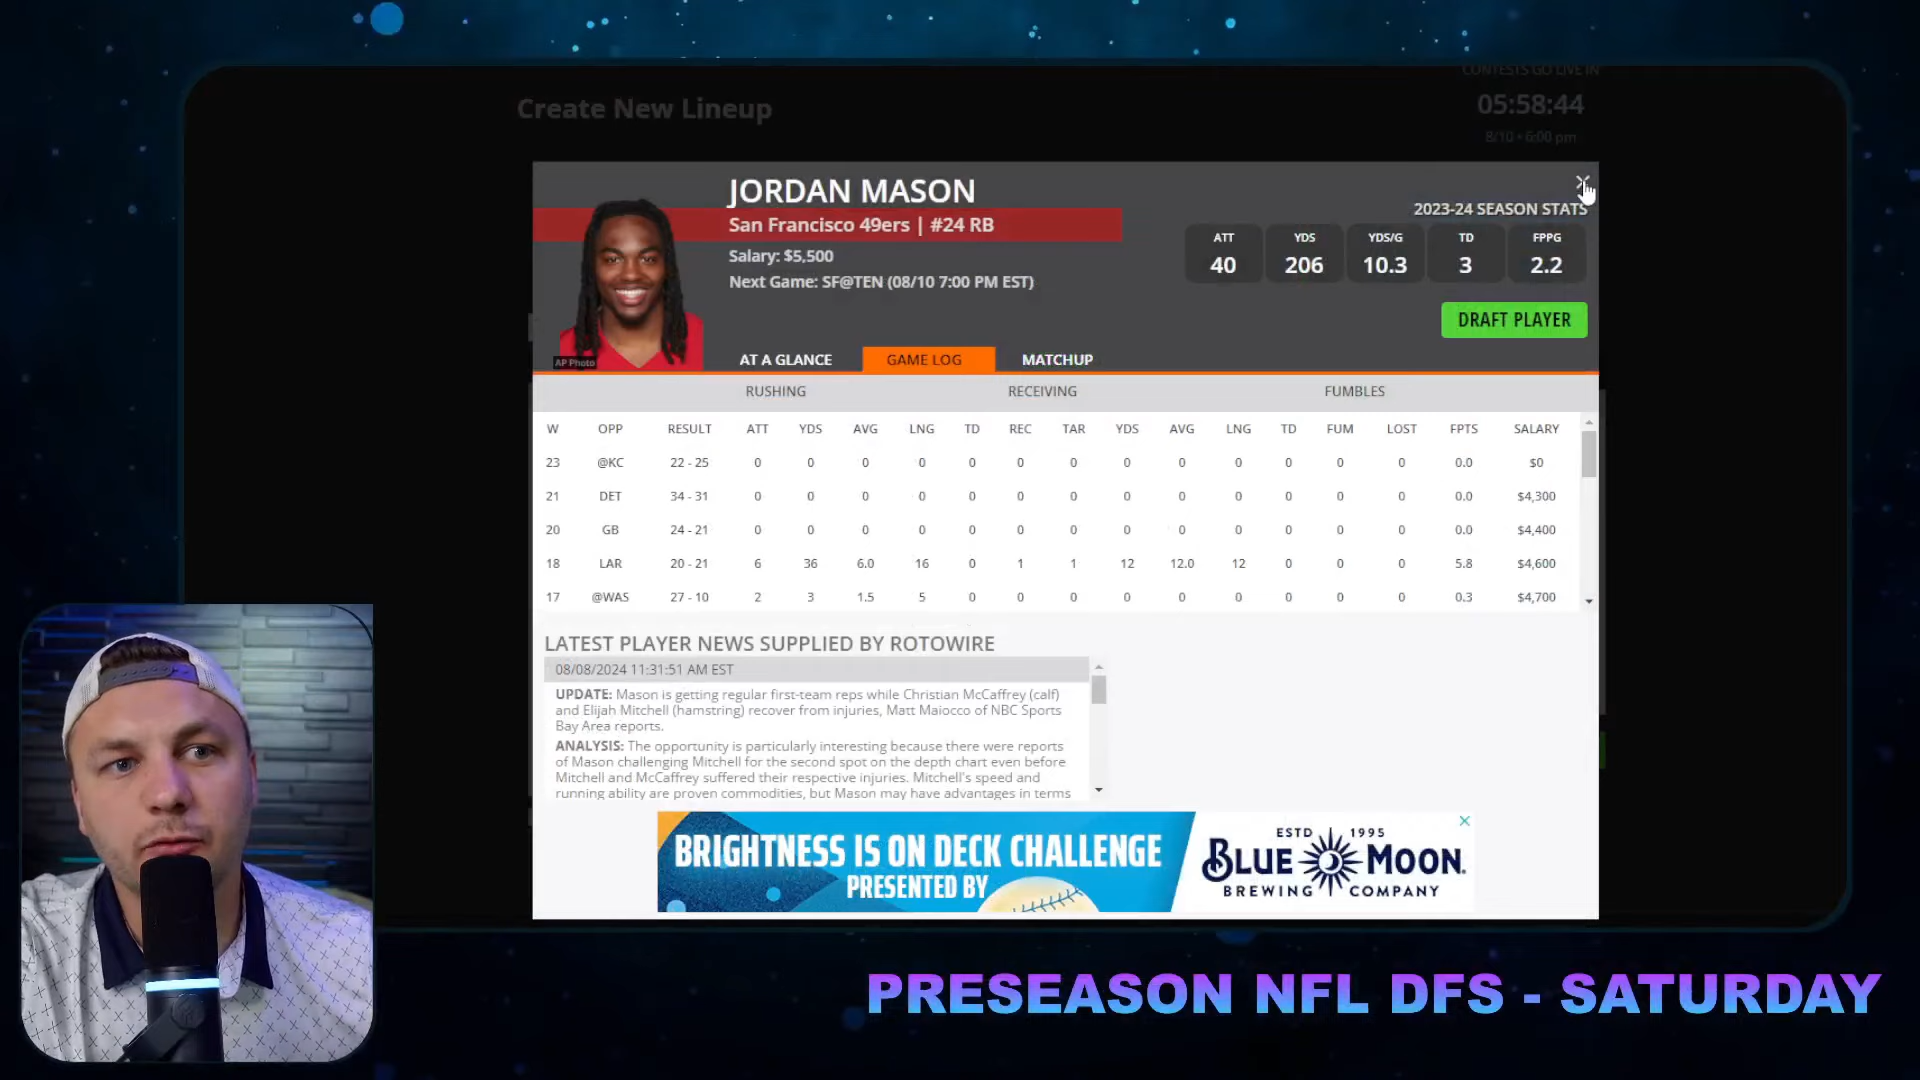 CONTESTS GO LIVE IN
Create New Lineup
05:58:44
8/10 • 6:00 pm
JORDAN MASON
San Francisco 49ers | #24 RB
Salary: $5,500
Next Game: SF@TEN (08/10 7:00 PM EST)
2023-24 SEASON STATS
ATT YDS YDS/G TD FPPG
40 206 10.3 3 2.2
DRAFT PLAYER
AP Photo
AT A GLANCE GAME LOG MATCHUP
RUSHING RECEIVING FUMBLES
W OPP RESULT ATT YDS AVG LNG TD REC TAR YDS AVG LNG TD FUM LOST FPTS SALARY
23 @KC 22 - 25 0 0 0 0 0 0 0 0 0 0 0 0 0 0.0 $0
21 DET 34 - 31 0 0 0 0 0 0 0 0 0 0 0 0 0 0.0 $4,300
20 GB 24 - 21 0 0 0 0 0 0 0 0 0 0 0 0 0 0.0 $4,400
18 LAR 20 - 21 6 36 6.0 16 0 1 1 12 12.0 12 0 0 0 5.8 $4,600
17 @WAS 27 - 10 2 3 1.5 5 0 0 0 0 0 0 0 0 0 0.3 $4,700
LATEST PLAYER NEWS SUPPLIED BY ROTOWIRE
08/08/2024 11:31:51 AM EST
UPDATE: Mason is getting regular first-team reps while Christian McCaffrey (calf)
and Elijah Mitchell (hamstring) recover from injuries, Matt Maiocco of NBC Sports
Bay Area reports.
ANALYSIS: The opportunity is particularly interesting because there were reports
of Mason challenging Mitchell for the second spot on the depth chart even before
Mitchell and McCaffrey suffered their respective injuries. Mitchell's speed and
running ability are proven commodities, but Mason may have advantages in terms
BRIGHTNESS IS ON DECK CHALLENGE
PRESENTED BY
ESTD 1995
BLUE MOON
BREWING COMPANY
PRESEASON NFL DFS - SATURDAY